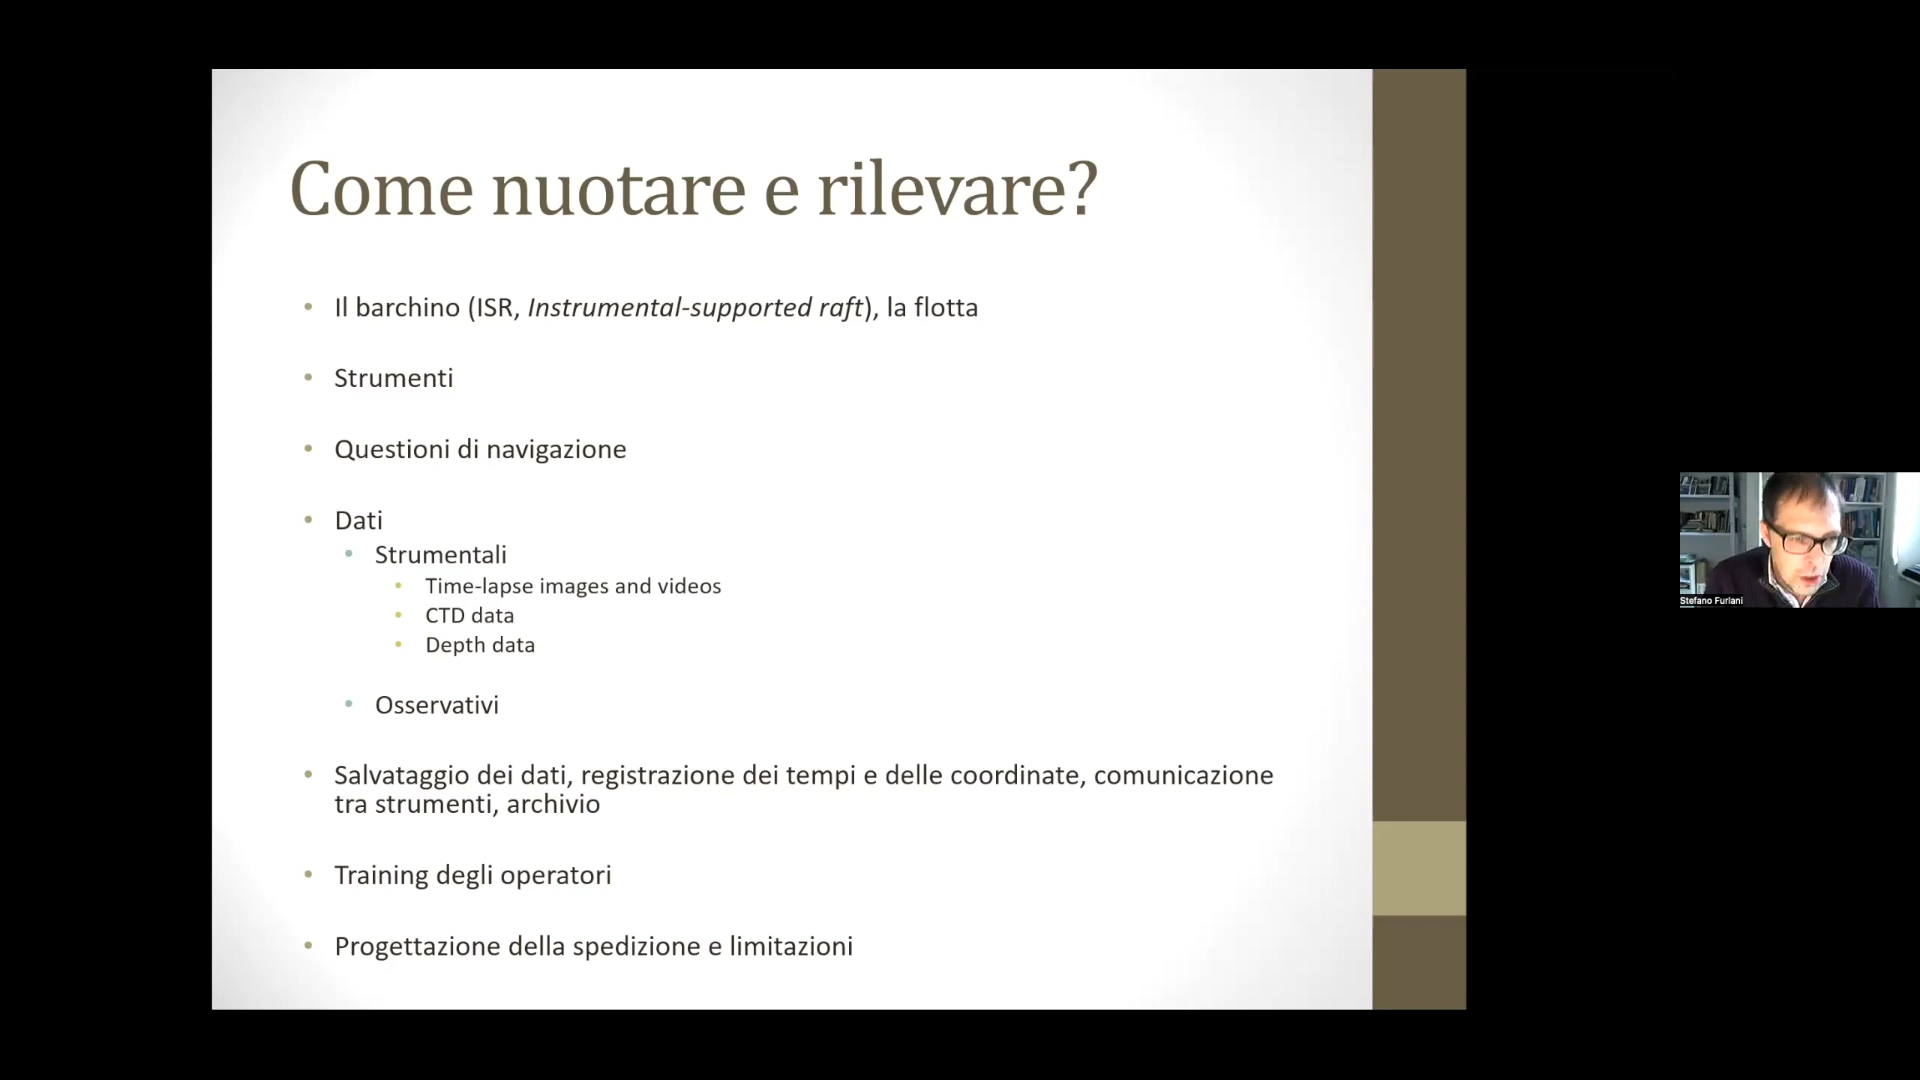 Come nuotare e rilevare?
• Il barchino (ISR, Instrumental-supported raft), la flotta
• Strumenti
• Questioni di navigazione
• Dati
• Strumentali
• Time-lapse images and videos
• CTD data
• Depth data
• Osservativi
• Salvataggio dei dati, registrazione dei tempi e delle coordinate, comunicazione
tra strumenti, archivio
• Training degli operatori
• Progettazione della spedizione e limitazioni
Stefano Furlani